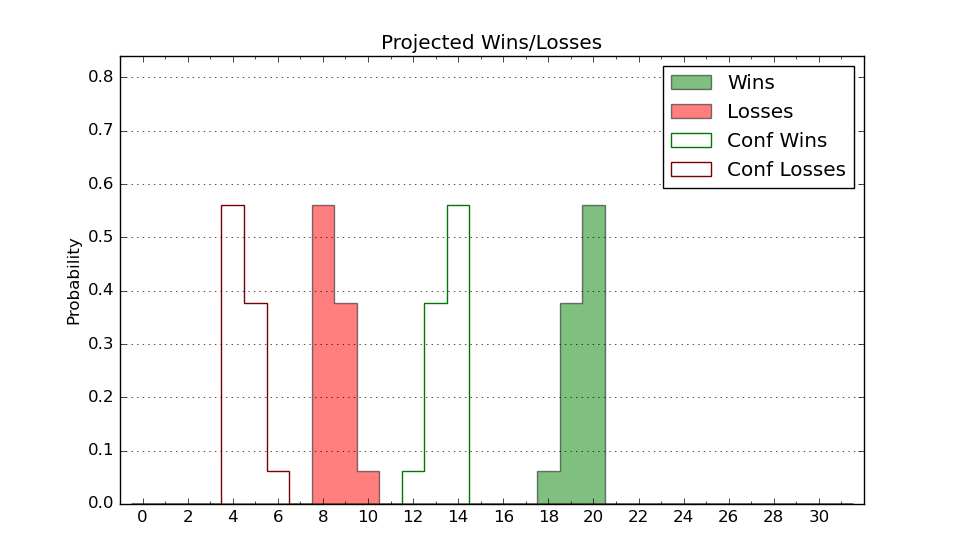 Projected Wins/Losses
Wins
Losses
Conf Wins
Conf Losses
Probability
0.8
0.7
0.6
0.5
0.4
0.3
0.2
0.1
0.0
0 2 4 6 8 10 12 14 16 18 20 22 24 26 28 30